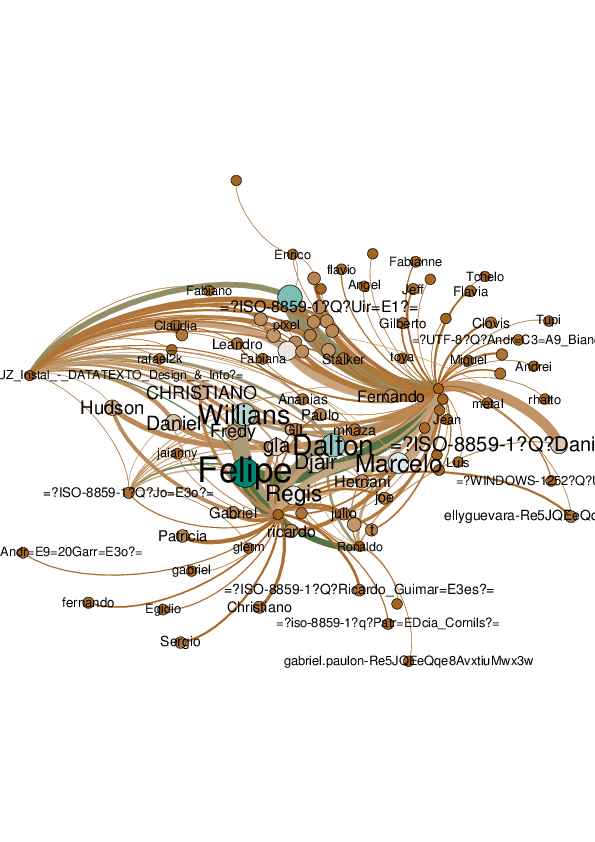 Enrico
Fabianne
flavio
Tchelo
Angel
Jeff
Flavia
Fabiano
=?ISO-8859-1?Q?Uir=E1?=
Gilberto
Clovis
Tupi
Claudia
pixel
Leandro
=?UTF-8?Q?Andr=C3=A9_Bian
rafael2k
Fabiana
Stalker
toya
Miguel
Andrei
UZ_Instal_-_DATATEXTO_Design_&_Info?=
CHRISTIANO
Ananias
Fernando
rhatto
metal
Hudson
Willians
Paulo
Daniel
Fredy
Gil
mhaza
Jean
gla
Dalton
=?ISO-8859-1?Q?Dani
jaianny
Djair
Marcelo
Luis
Felipe
Hernani
=?WINDOWS-1252?Q?U
=?ISO-8859-1?Q?Jo=E3o?=
Regis
joe
Gabriel
julio
ellyguevara-Re5JQEeQq
Patricia
ricardo
f
Andr=E9=20Garr=E3o?=
glerm
Ronaldo
gabriel
=?ISO-8859-1?Q?Ricardo_Guimar=E3es?=
fernando
Egidio
Christiano
=?iso-8859-1?q?Patr=EDcia_Cornils?=
Sergio
gabriel.paulon-Re5JQEeQqe8AvxtiuMwx3w